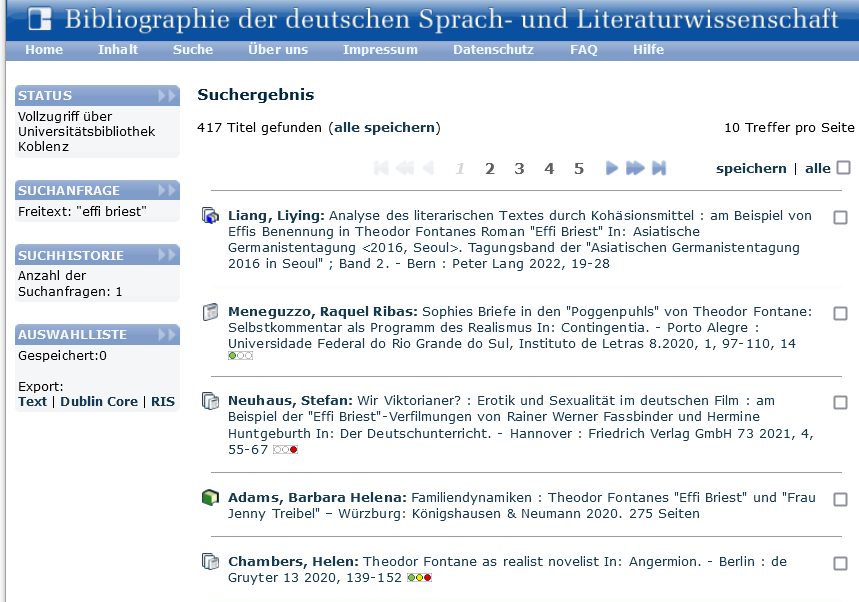 Bibliographie der deutschen Sprach- und Literaturwissenschaft
Home Inhalt Suche Über uns Impressum Datenschutz FAQ Hilfe
STATUS
Vollzugriff über
Universitätsbibliothek
Koblenz
SUCHANFRAGE
Freitext: "effi briest"
SUCHHISTORIE
Anzahl der
Suchanfragen: 1
AUSWAHLLISTE
Gespeichert:0
Export:
Text | Dublin Core | RIS
Suchergebnis
417 Titel gefunden (alle speichern)
10 Treffer pro Seite
1 2 3 4 5
speichern | alle
Liang, Liying: Analyse des literarischen Textes durch Kohäsionsmittel : am Beispiel von
Effis Benennung in Theodor Fontanes Roman "Effi Briest" In: Asiatische
Germanistentagung <2016, Seoul>. Tagungsband der "Asiatischen Germanistentagung
2016 in Seoul" ; Band 2. - Bern : Peter Lang 2022, 19-28
Meneguzzo, Raquel Ribas: Sophies Briefe in den "Poggenpuhls" von Theodor Fontane:
Selbstkommentar als Programm des Realismus In: Contingentia. - Porto Alegre :
Universidade Federal do Rio Grande do Sul, Instituto de Letras 8.2020, 1, 97-110, 14
Neuhaus, Stefan: Wir Viktorianer? : Erotik und Sexualität im deutschen Film : am
Beispiel der "Effi Briest"-Verfilmungen von Rainer Werner Fassbinder und Hermine
Huntgeburth In: Der Deutschunterricht. - Hannover : Friedrich Verlag GmbH 73 2021, 4,
55-67
Adams, Barbara Helena: Familiendynamiken : Theodor Fontanes "Effi Briest" und "Frau
Jenny Treibel" – Würzburg: Königshausen & Neumann 2020. 275 Seiten
Chambers, Helen: Theodor Fontane as realist novelist In: Angermion. - Berlin : de
Gruyter 13 2020, 139-152